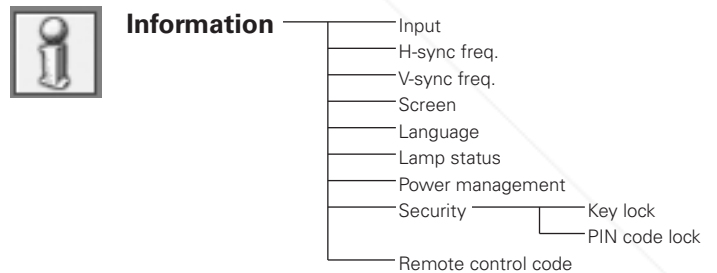 Information
Input
H-sync freq.
V-sync freq.
Screen
Language
Lamp status
Power management
Security
Key lock
PIN code lock
Remote control code